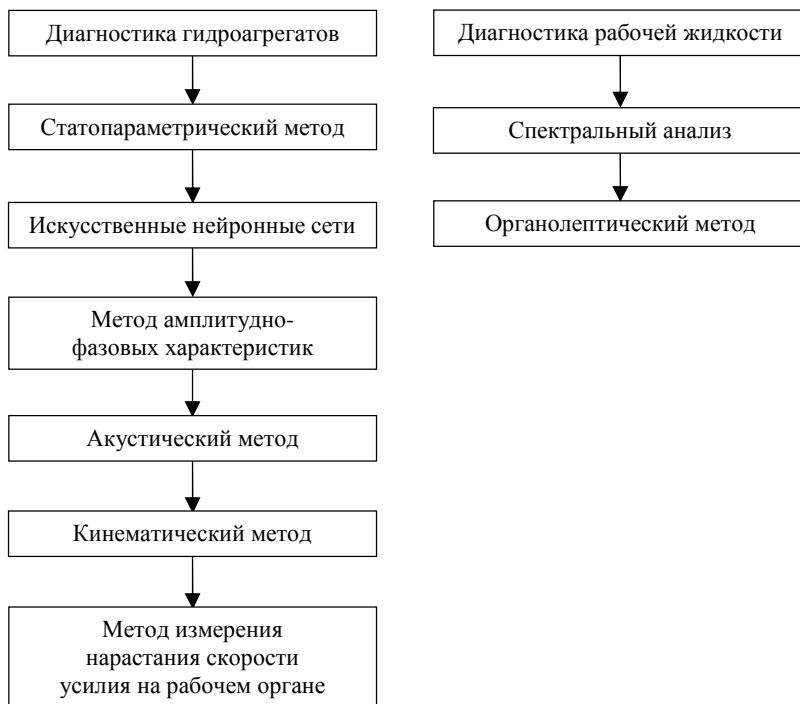 Диагностика гидроагрегатов
Статопараметрический метод
Искусственные нейронные сети
Метод амплитудно-
фазовых характеристик
Акустический метод
Кинематический метод
Метод измерения
нарастания скорости
усилия на рабочем органе
Диагностика рабочей жидкости
Спектральный анализ
Органолептический метод